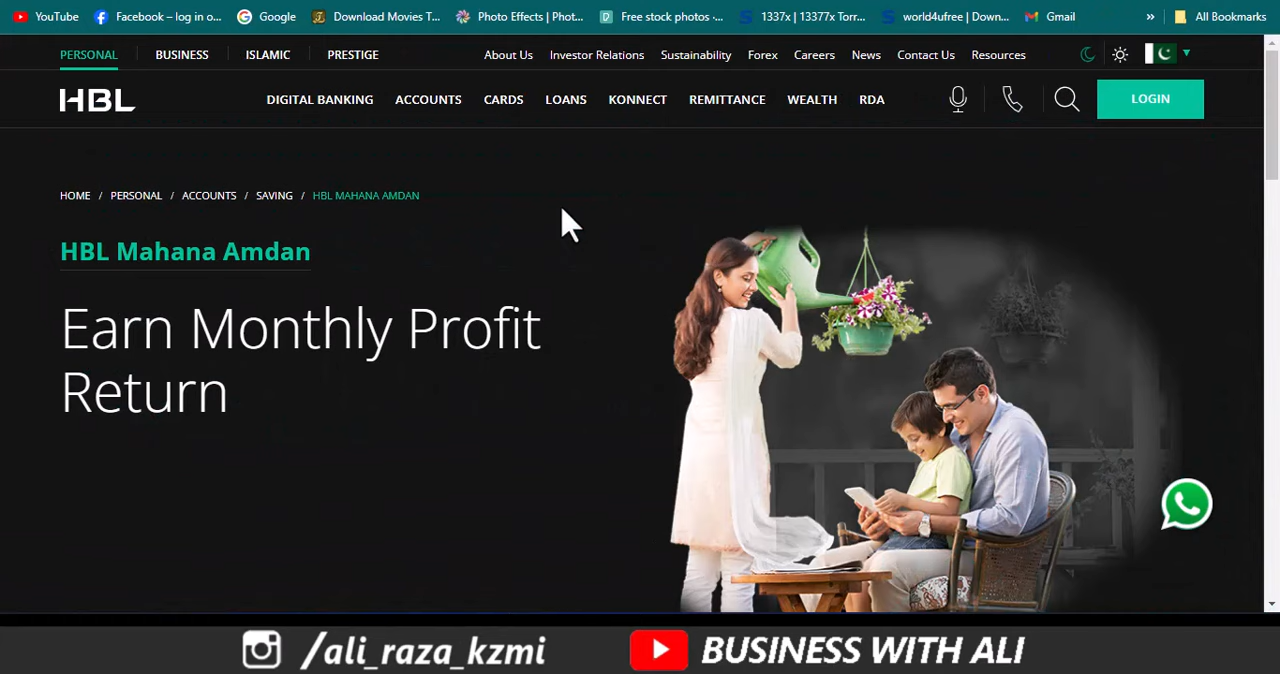 YouTube Facebook – log in o... Google Download Movies T... Photo Effects | Phot... Free stock photos ·... 1337x | 13377x Torr... world4ufree | Down... Gmail » All Bookmarks
PERSONAL BUSINESS ISLAMIC PRESTIGE About Us Investor Relations Sustainability Forex Careers News Contact Us Resources
HBL DIGITAL BANKING ACCOUNTS CARDS LOANS KONNECT REMITTANCE WEALTH RDA LOGIN
HOME / PERSONAL / ACCOUNTS / SAVING / HBL MAHANA AMDAN
HBL Mahana Amdan
Earn Monthly Profit
Return
/ali_raza_kzmi BUSINESS WITH ALI